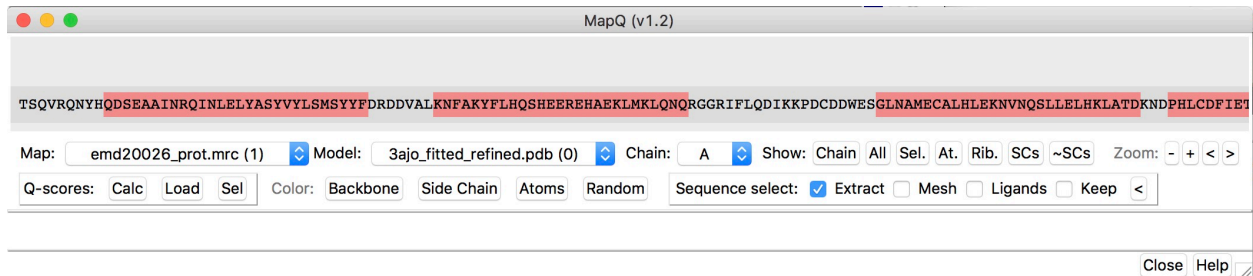 MapQ (v1.2)
TSQVRQNYHQDSEAAINRQINLELYASYVYLSMSYYFDRDDVALKNFAKYFLHQSHEEREHAEKLMKLQNQRGGRIFLQDIKKPDCDDWESGLNAMECALHLEKNVNQSLLELHKLATDKNDPHLCDFIET
Map: emd20026_prot.mrc (1) Model: 3ajo_fitted_refined.pdb (0) Chain: A Show: Chain All Sel. At. Rib. SCs ~SCs Zoom: - + < >
Q-scores: Calc Load Sel Color: Backbone Side Chain Atoms Random Sequence select: Extract Mesh Ligands Keep <
Close Help